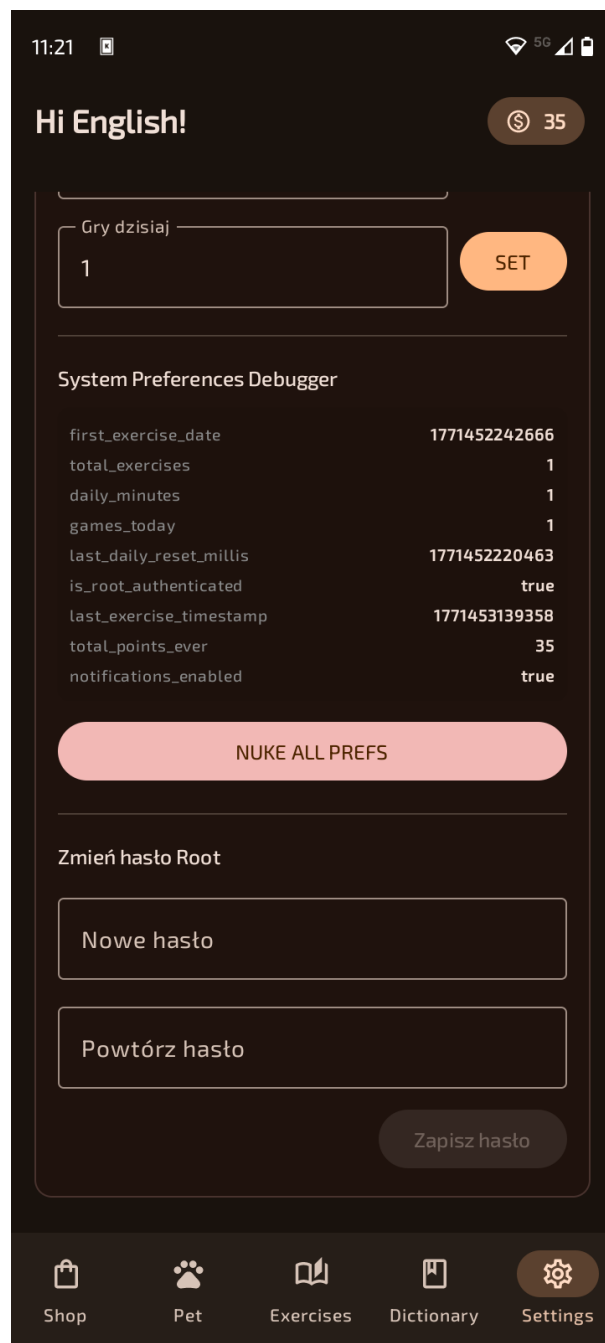 11:21
5G
Hi English!
35
Gry dzisiaj
1
SET
System Preferences Debugger
first_exercise_date 1771452242666
total_exercises 1
daily_minutes 1
games_today 1
last_daily_reset_millis 1771452220463
is_root_authenticated true
last_exercise_timestamp 1771453139358
total_points_ever 35
notifications_enabled true
NUKE ALL PREFS
Zmień hasło Root
Nowe hasło
Powtórz hasło
Zapisz hasło
Shop Pet Exercises Dictionary Settings